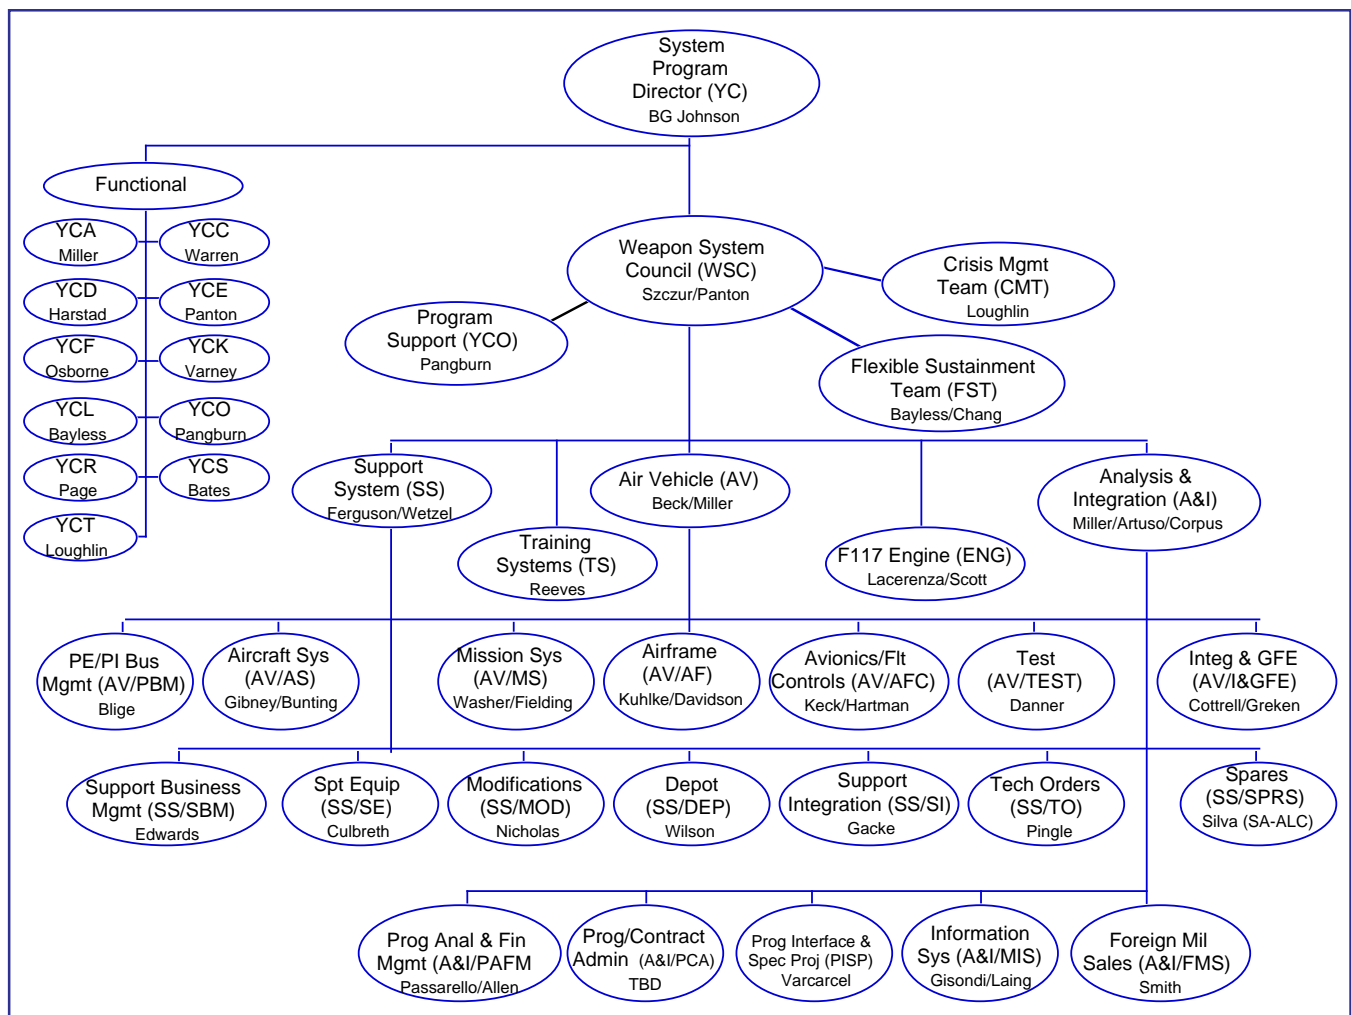 System
Program
Director (YC)
BG Johnson
Functional
YCA
Miller
YCC
Warren
YCD
Harstad
YCE
Panton
YCF
Osborne
YCK
Varney
YCL
Bayless
YCO
Pangburn
YCR
Page
YCS
Bates
YCT
Loughlin
Weapon System
Council (WSC)
Szczur/Panton
Crisis Mgmt
Team (CMT)
Loughlin
Program
Support (YCO)
Pangburn
Flexible Sustainment
Team (FST)
Bayless/Chang
Support
System (SS)
Ferguson/Wetzel
Training
Systems (TS)
Reeves
Air Vehicle (AV)
Beck/Miller
F117 Engine (ENG)
Lacerenza/Scott
Analysis &
Integration (A&I)
Miller/Artuso/Corpus
PE/PI Bus
Mgmt (AV/PBM)
Blige
Aircraft Sys
(AV/AS)
Gibney/Bunting
Mission Sys
(AV/MS)
Washer/Fielding
Airframe
(AV/AF)
Kuhlke/Davidson
Avionics/Flt
Controls (AV/AFC)
Keck/Hartman
Test
(AV/TEST)
Danner
Integ & GFE
(AV/I&GFE)
Cottrell/Greken
Support Business
Mgmt (SS/SBM)
Edwards
Spt Equip
(SS/SE)
Culbreth
Modifications
(SS/MOD)
Nicholas
Depot
(SS/DEP)
Wilson
Support
Integration (SS/SI)
Gacke
Tech Orders
(SS/TO)
Pingle
Spares
(SS/SPRS)
Silva (SA-ALC)
Prog Anal & Fin
Mgmt (A&I/PAFM
Passarello/Allen
Prog/Contract
Admin (A&I/PCA)
TBD
Prog Interface &
Spec Proj (PISP)
Varcarcel
Information
Sys (A&I/MIS)
Gisondi/Laing
Foreign Mil
Sales (A&I/FMS)
Smith